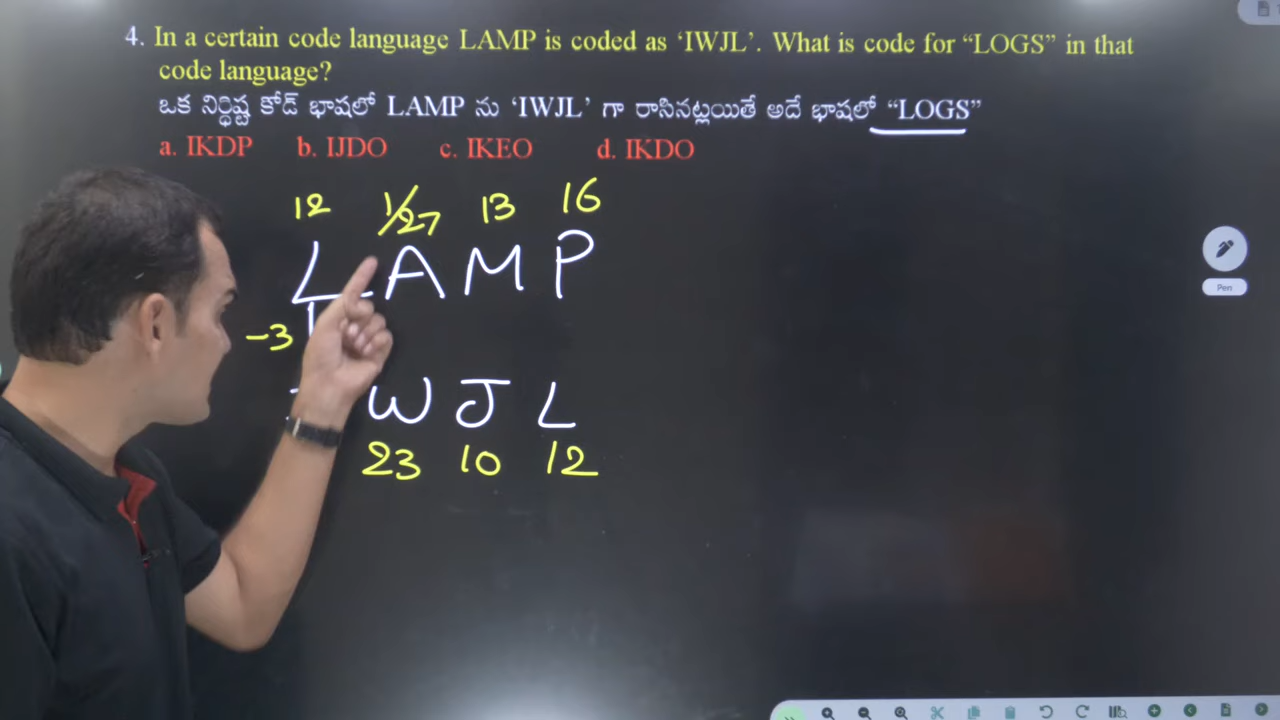 4. In a certain code language LAMP is coded as ‘IWJL’. What is code for “LOGS” in that
code language?
ఒక నిర్ధిష్ట కోడ్ భాషలో LAMP ను ‘IWJL’ గా రాసినట్లయితే అదే భాషలో “LOGS”
a. IKDP b. IJDO c. IKEO d. IKDO
12 1/27 13 16
L A M P
-3
W J L
23 10 12
Pen